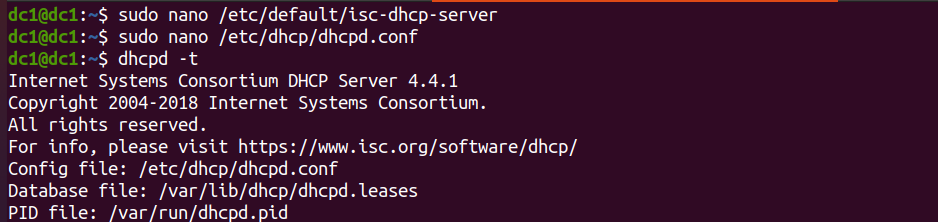 dc1@dc1:~$ sudo nano /etc/default/isc-dhcp-server
dc1@dc1:~$ sudo nano /etc/dhcp/dhcpd.conf
dc1@dc1:~$ dhcpd -t
Internet Systems Consortium DHCP Server 4.4.1
Copyright 2004-2018 Internet Systems Consortium.
All rights reserved.
For info, please visit https://www.isc.org/software/dhcp/
Config file: /etc/dhcp/dhcpd.conf
Database file: /var/lib/dhcp/dhcpd.leases
PID file: /var/run/dhcpd.pid